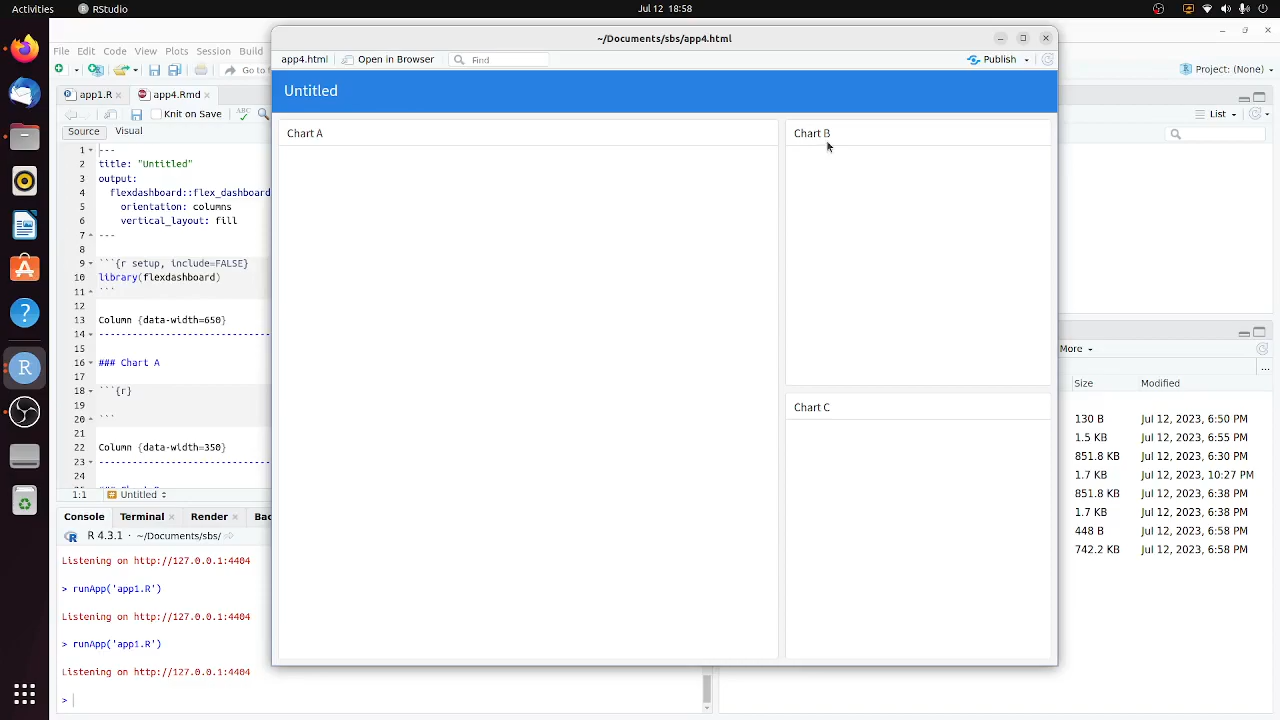 Activities
RStudio
Jul 12 18:58
~/Documents/sbs/app4.html
app4.html
Open in Browser
Find
Publish
Untitled
Chart A
Chart B
Chart C
File Edit Code View Plots Session Build
Go to
Project: (None)
app1.R
app4.Rmd
Knit on Save
ABC
List
Source
Visual
1 ---
2 title: "Untitled"
3 output:
4 flexdashboard::flex_dashboard
5 orientation: columns
6 vertical_layout: fill
7 ---
8
9 ```{r setup, include=FALSE}
10 library(flexdashboard)
11 ```
12
13 Column {data-width=650}
14 -----------------------------
15
16 ### Chart A
17
18 ```{r}
19
20 ```
21
22 Column {data-width=350}
23 -----------------------------
24
1:1
Untitled
Console
Terminal
Render
R 4.3.1 · ~/Documents/sbs/
Listening on http://127.0.0.1:4404
> runApp('app1.R')
Listening on http://127.0.0.1:4404
> runApp('app1.R')
Listening on http://127.0.0.1:4404
>
More
...
Size Modified
130 B Jul 12, 2023, 6:50 PM
1.5 KB Jul 12, 2023, 6:55 PM
851.8 KB Jul 12, 2023, 6:30 PM
1.7 KB Jul 12, 2023, 10:27 PM
851.8 KB Jul 12, 2023, 6:38 PM
1.7 KB Jul 12, 2023, 6:38 PM
448 B Jul 12, 2023, 6:58 PM
742.2 KB Jul 12, 2023, 6:58 PM